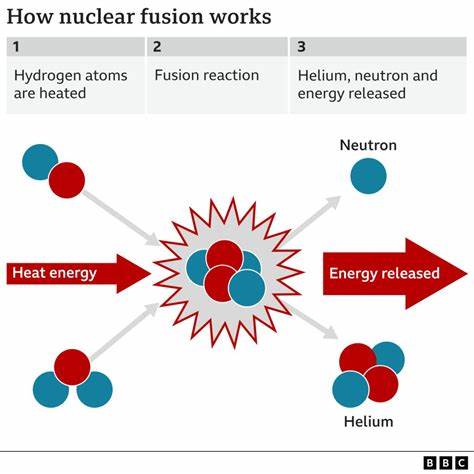 How nuclear fusion works
1
Hydrogen atoms
are heated
2
Fusion reaction
3
Helium, neutron and
energy released
Neutron
Heat energy
Energy released
Helium
BBC